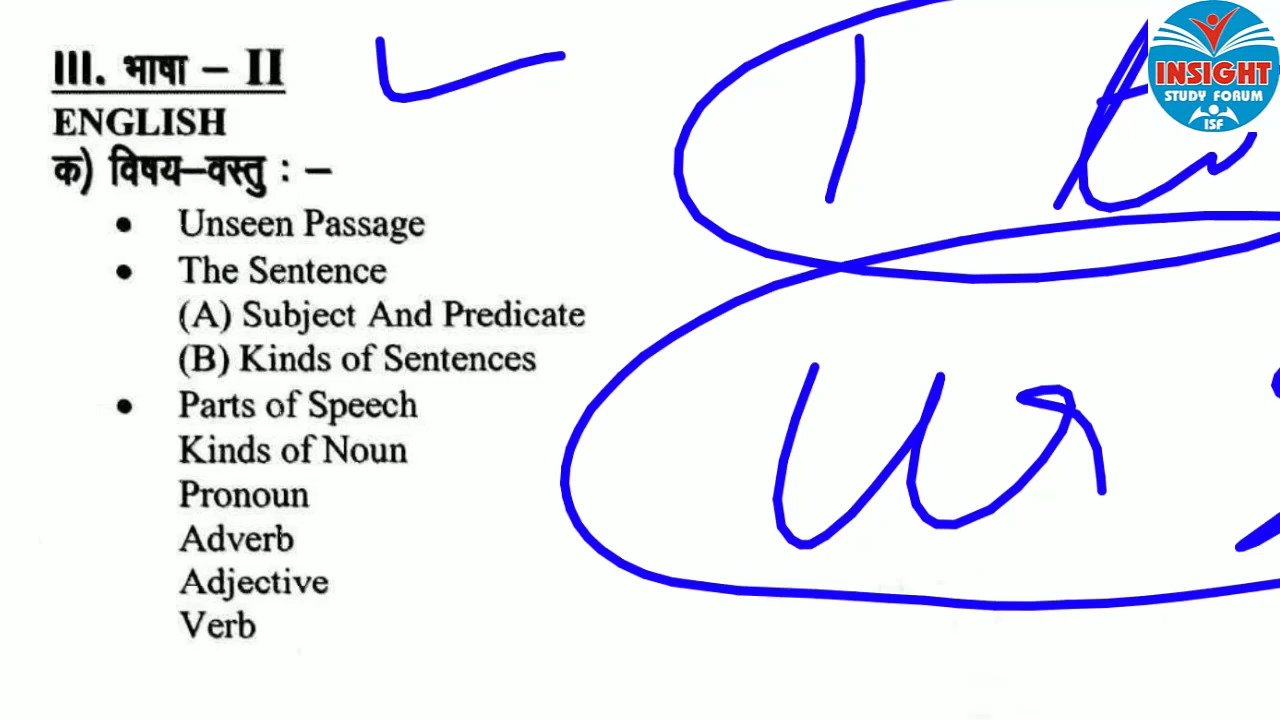 III. भाषा – II
ENGLISH
क) विषय–वस्तु : –
• Unseen Passage
• The Sentence
(A) Subject And Predicate
(B) Kinds of Sentences
• Parts of Speech
Kinds of Noun
Pronoun
Adverb
Adjective
Verb
INSIGHT
STUDY FORUM
ISF